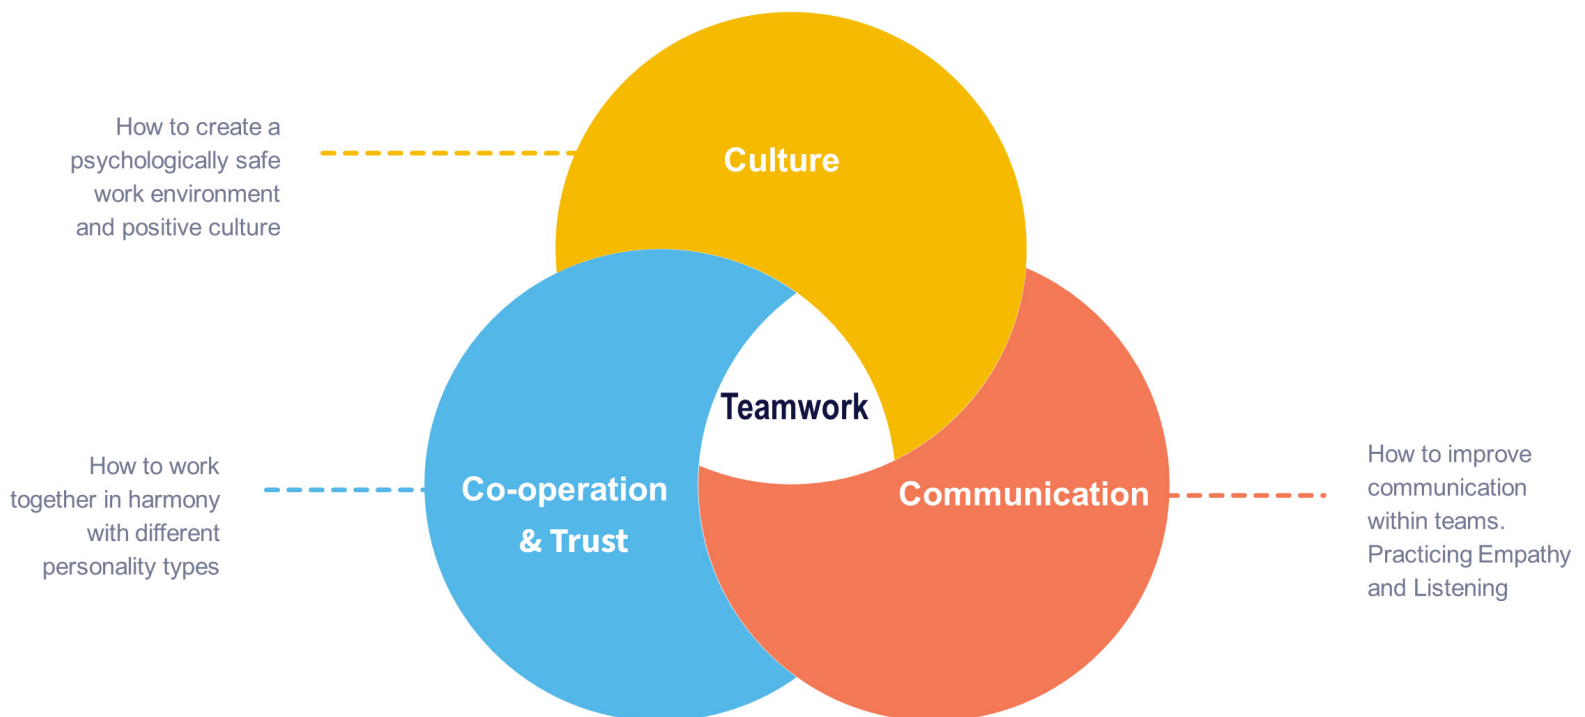 How to create a
psychologically safe
work environment
and positive culture
Culture
Teamwork
How to work
together in harmony
with different
personality types
Co-operation
& Trust
Communication
How to improve
communication
within teams.
Practicing Empathy
and Listening